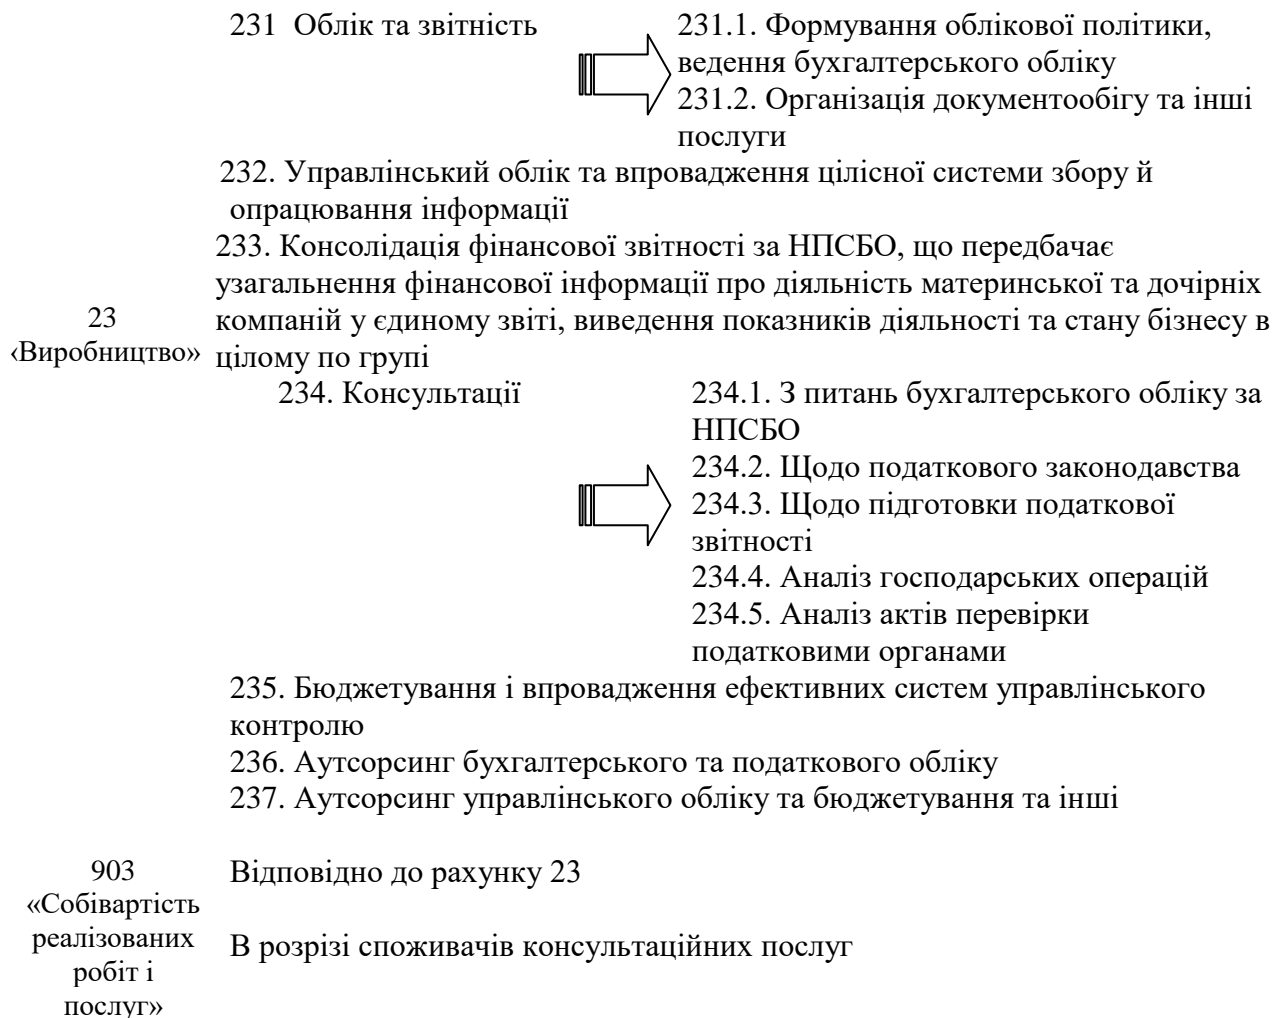 231 Облік та звітність
231.1. Формування облікової політики,
ведення бухгалтерського обліку
231.2. Організація документообігу та інші
послуги
232. Управлінський облік та впровадження цілісної системи збору й
опрацювання інформації
233. Консолідація фінансової звітності за НПСБО, що передбачає
узагальнення фінансової інформації про діяльність материнської та дочірніх
23
компаній у єдиному звіті, виведення показників діяльності та стану бізнесу в
‹Виробництво»
цілому по групі
234. Консультації
234.1. З питань бухгалтерського обліку за
НПСБО
234.2. Щодо податкового законодавства
234.3. Щодо підготовки податкової
звітності
234.4. Аналіз господарських операцій
234.5. Аналіз актів перевірки
податковими органами
235. Бюджетування і впровадження ефективних систем управлінського
контролю
236. Аутсорсинг бухгалтерського та податкового обліку
237. Аутсорсинг управлінського обліку та бюджетування та інші
903
«Собівартість
реалізованих
робіт і
послуг»
Відповідно до рахунку 23
В розрізі споживачів консультаційних послуг